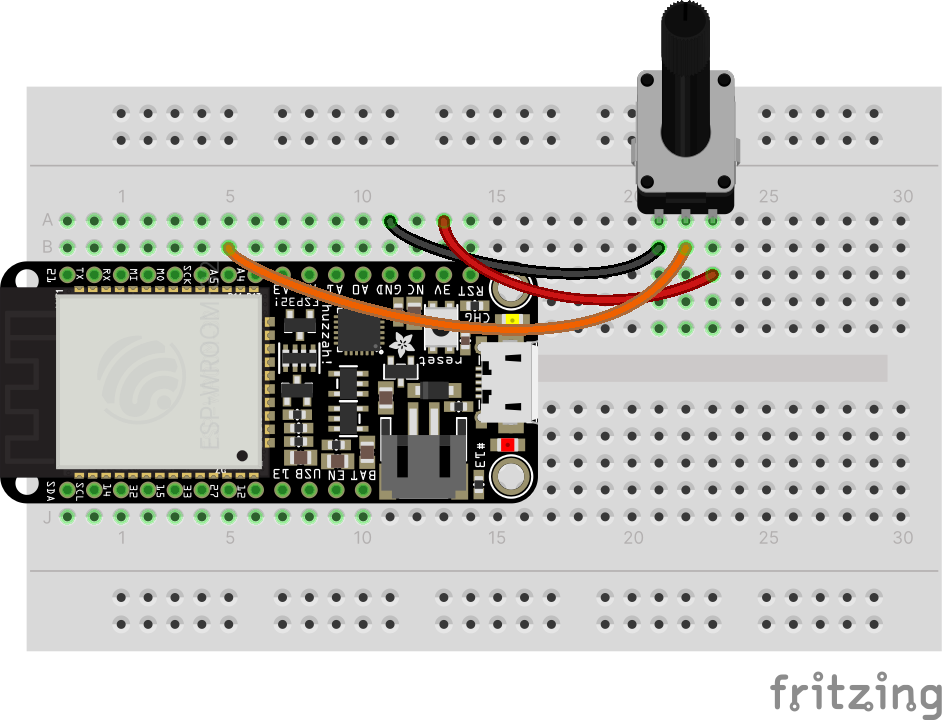 1 5 10 15 20 25 30
A
B
21 TX RX MI MO SCK A5 A4 A3 A1 A0 GND NC 3V RST
huzzah!
ESP32!
CHG
reset
ESP-WROOM
#13
SDA SCL 14 32 15 33 27 12 13 USB EN BAT
J
1 5 10 15 20 25 30
fritzing